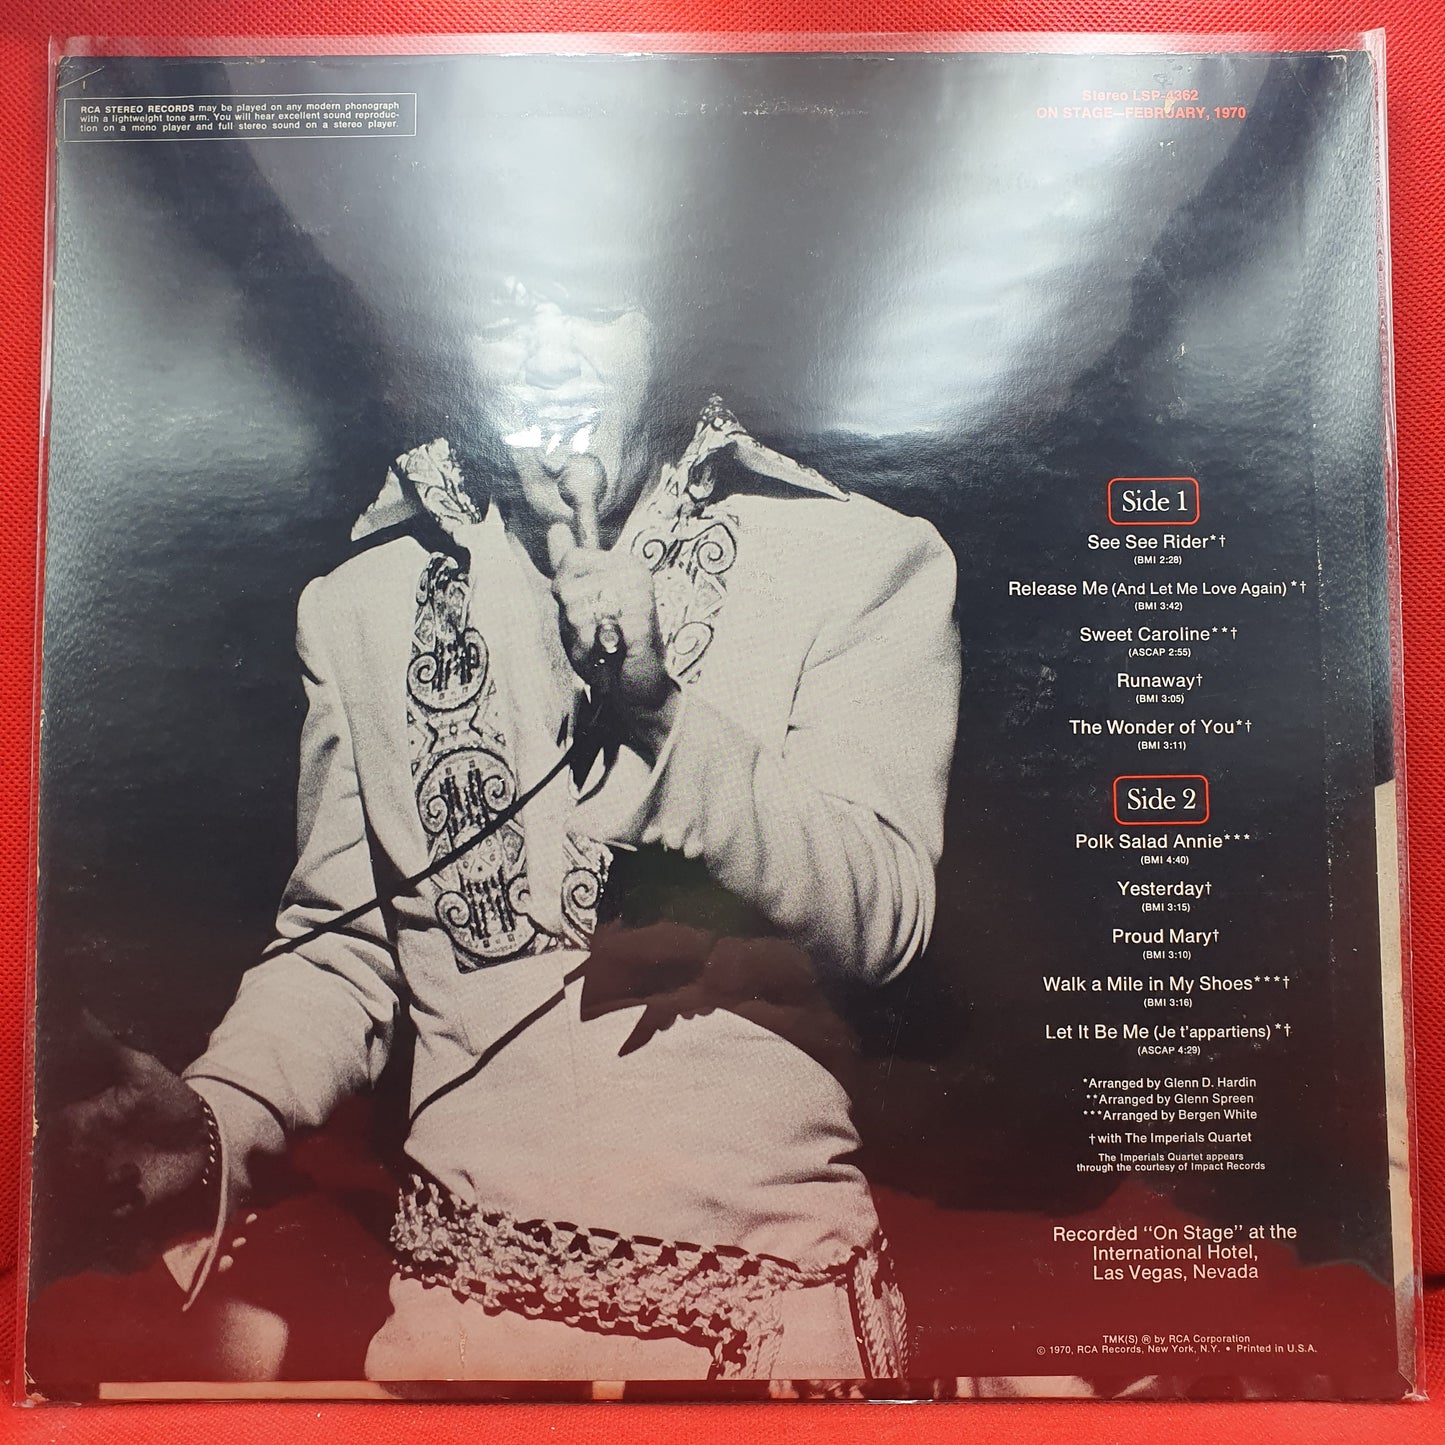 RCA STEREO RECORDS may be played on any modern phonograph
with a lightweight tone arm. You will hear excellent sound reproduc-
tion on a mono player and full stereo sound on a stereo player.
Stereo LSP-4362
ON STAGE—FEBRUARY, 1970
Side 1
See See Rider*†
(BMI 2:28)
Release Me (And Let Me Love Again)*†
(BMI 3:42)
Sweet Caroline**†
(ASCAP 2:55)
Runaway†
(BMI 3:05)
The Wonder of You*†
(BMI 3:11)
Side 2
Polk Salad Annie***
(BMI 4:40)
Yesterday†
(BMI 3:15)
Proud Mary†
(BMI 3:10)
Walk a Mile in My Shoes***†
(BMI 3:16)
Let It Be Me (Je t'appartiens)*†
(ASCAP 4:29)
*Arranged by Glenn D. Hardin
**Arranged by Glenn Spreen
***Arranged by Bergen White
†with The Imperials Quartet
The Imperials Quartet appears
through the courtesy of Impact Records
Recorded "On Stage" at the
International Hotel,
Las Vegas, Nevada
TMK(S) ® by RCA Corporation
© 1970, RCA Records, New York, N.Y. • Printed in U.S.A.